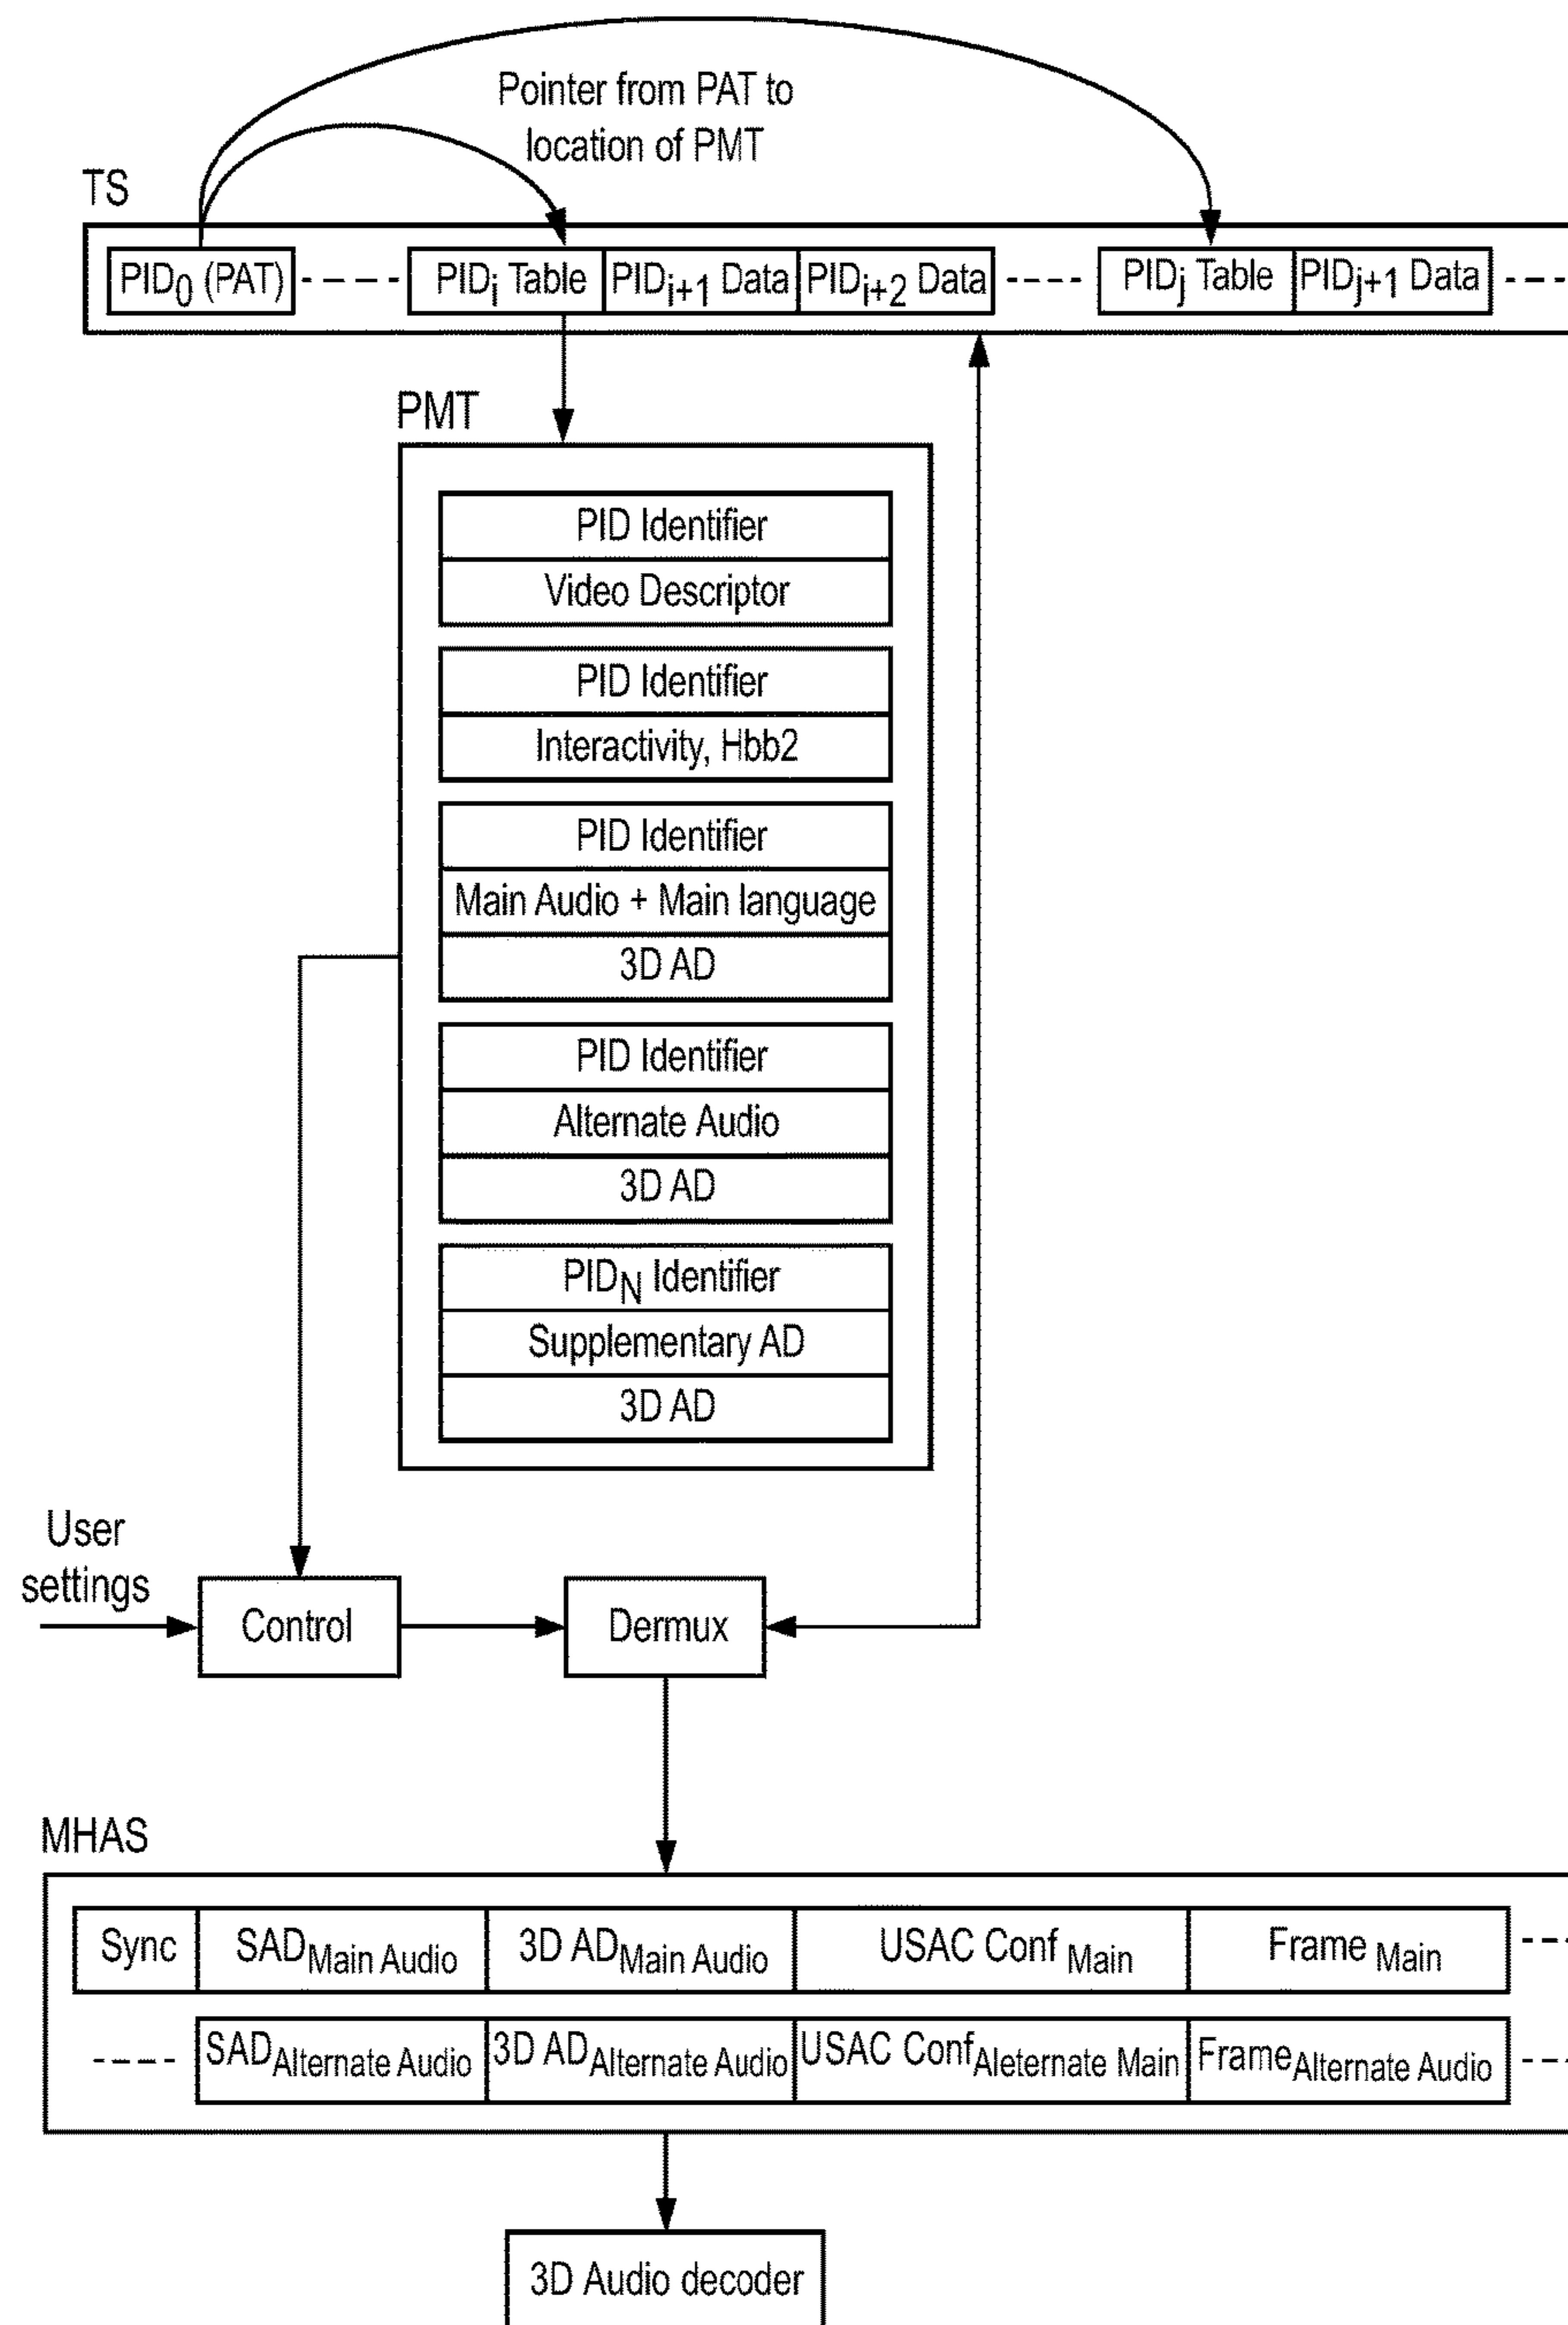 Pointer from PAT to
location of PMT
TS
PID0 (PAT) PIDi Table PIDi+1 Data PIDi+2 Data PIDj Table PIDj+1 Data
PMT
PID Identifier
Video Descriptor
PID Identifier
Interactivity, Hbb2
PID Identifier
Main Audio + Main language
3D AD
PID Identifier
Alternate Audio
3D AD
PIDN Identifier
Supplementary AD
3D AD
User
settings
Control Dermux
MHAS
Sync SADMain Audio 3D ADMain Audio USAC Conf Main Frame Main
SADAlternate Audio 3D ADAlternate Audio USAC ConfAleternate Main FrameAlternate Audio
3D Audio decoder